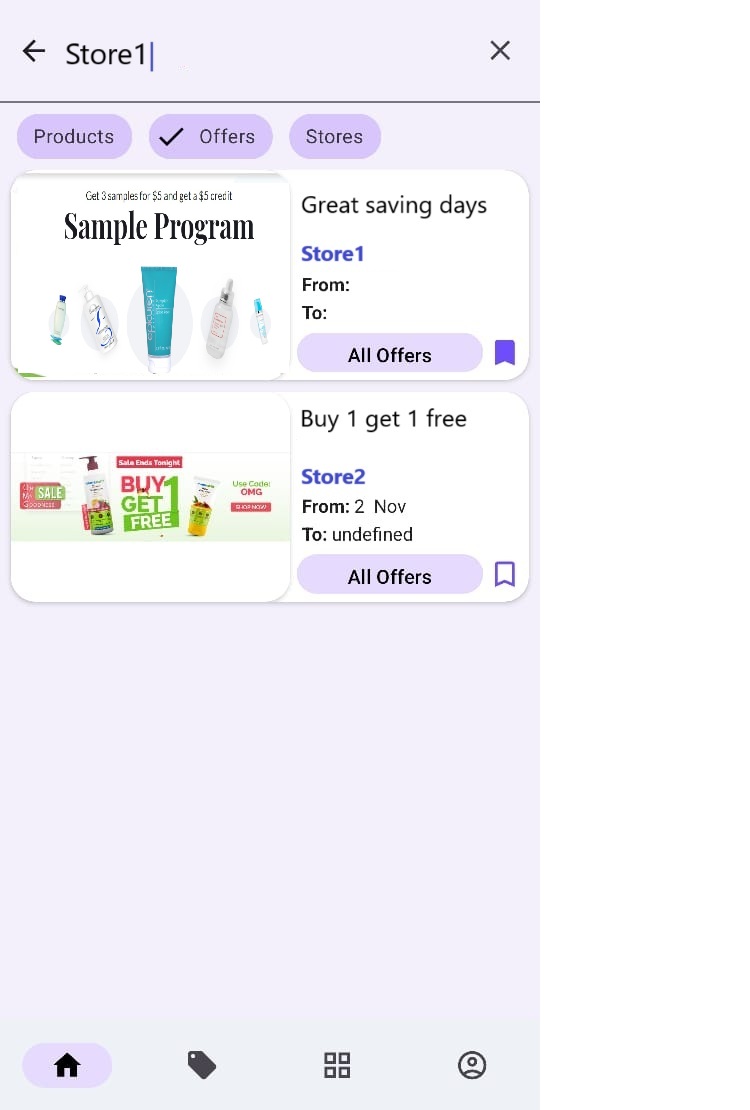 Store1
Products
Offers
Stores
Get 3 samples for $5 and get a $5 credit
Sample Program
Great saving days
Store1
From:
To:
All Offers
Sale Ends Tonight
SALE
BUY 1
GET
FREE
Use Code:
OMG
SHOP NOW
Buy 1 get 1 free
Store2
From: 2 Nov
To: undefined
All Offers